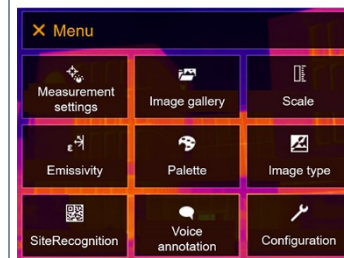 Menu
Measurement
settings
Image gallery
Scale
Emissivity
Palette
Image type
SiteRecognition
Voice
annotation
Configuration